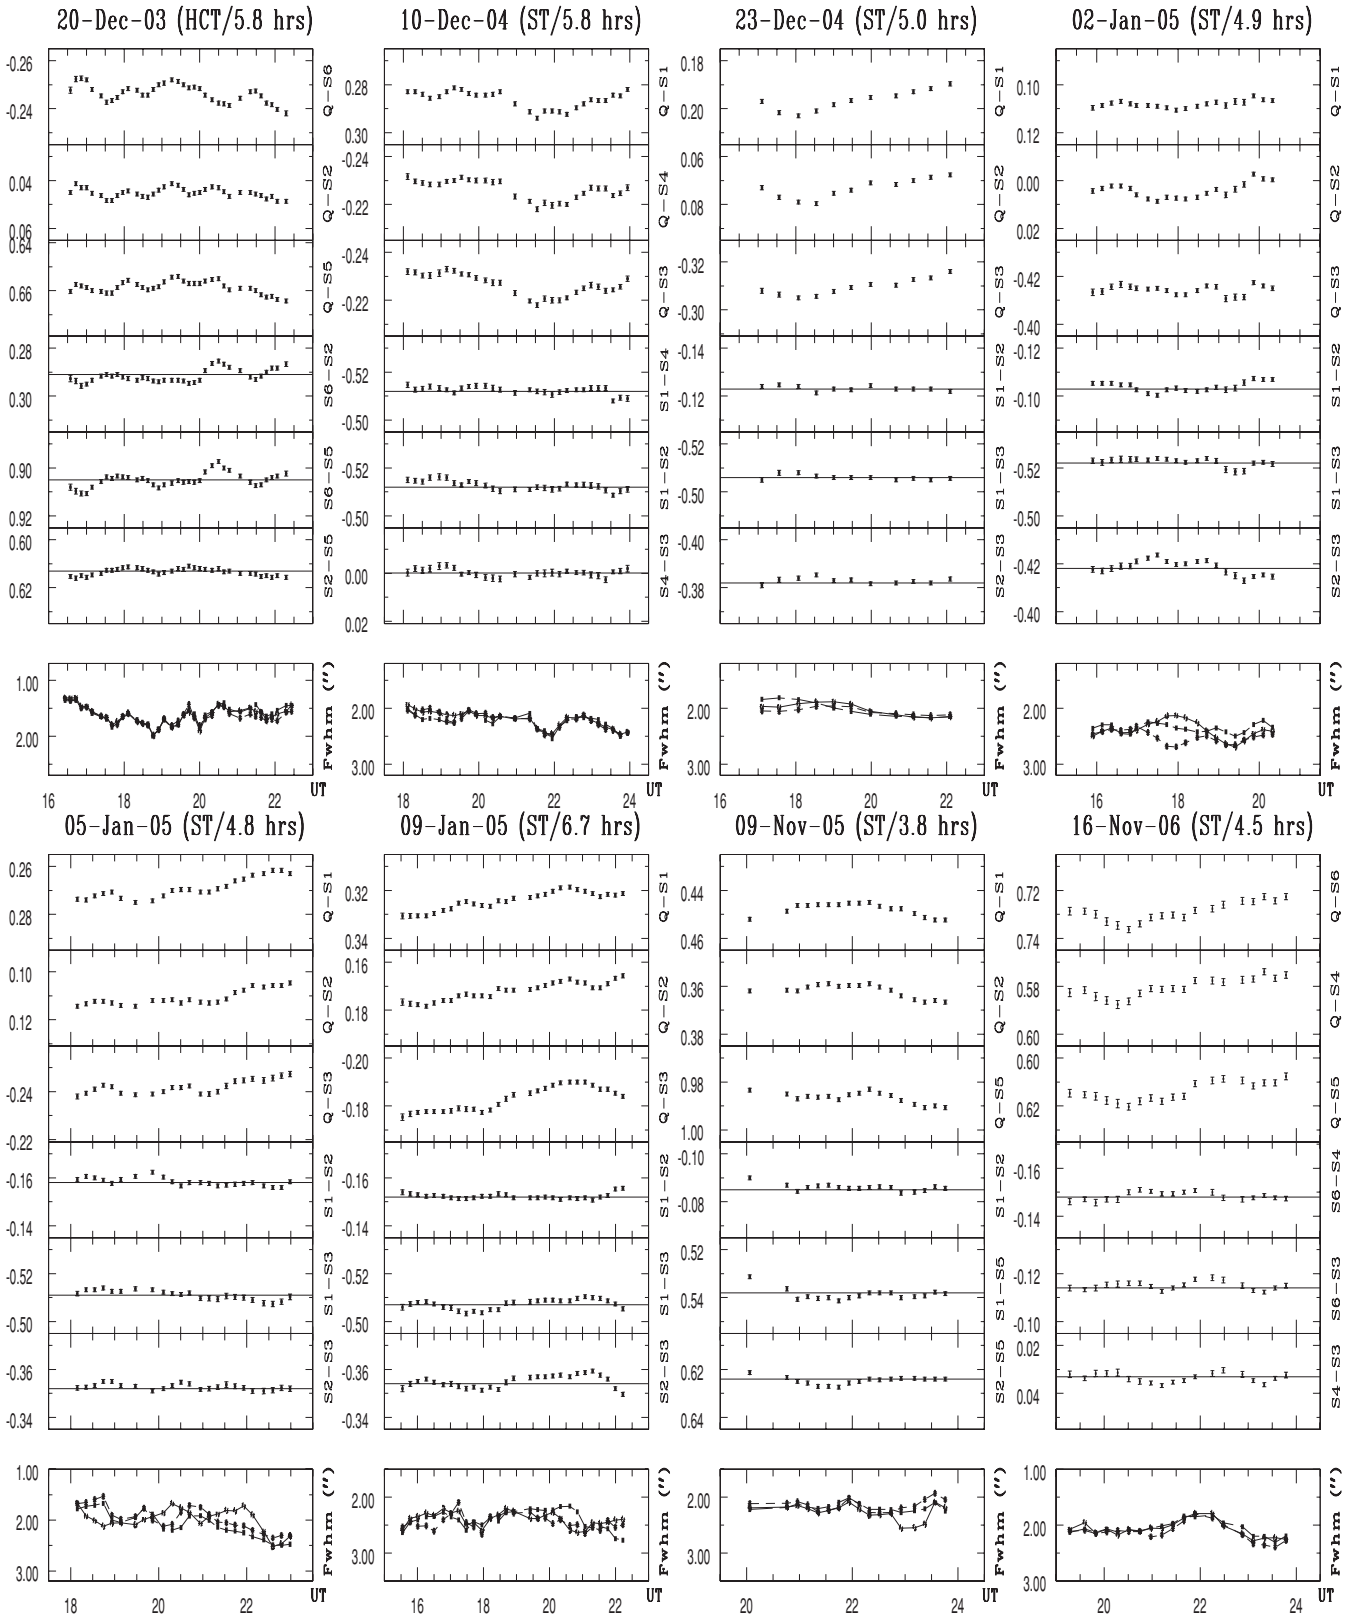 20-Dec-03 (HCT/5.8 hrs)
-0.26
-0.24
Q-S6
0.04
0.06
Q-S2
0.64
0.66
Q-S5
0.28
0.30
S6-S2
0.90
0.92
S6-S5
0.60
0.62
S2-S5
1.00
2.00
Fwhm (")
16 18 20 22 UT
10-Dec-04 (ST/5.8 hrs)
0.28
0.30
Q-S1
-0.24
-0.22
Q-S4
-0.24
-0.22
Q-S3
-0.52
-0.50
S1-S4
-0.52
-0.50
S1-S2
0.00
0.02
S4-S3
2.00
3.00
Fwhm (")
18 20 22 24 UT
23-Dec-04 (ST/5.0 hrs)
0.18
0.20
Q-S1
0.06
0.08
Q-S2
-0.32
-0.30
Q-S3
-0.14
-0.12
S1-S2
-0.52
-0.50
S1-S3
-0.40
-0.38
S2-S3
2.00
3.00
Fwhm (")
16 18 20 22 UT
02-Jan-05 (ST/4.9 hrs)
0.10
0.12
Q-S1
0.00
0.02
Q-S2
-0.42
-0.40
Q-S3
-0.12
-0.10
S1-S2
-0.52
-0.50
S1-S3
-0.42
-0.40
S2-S3
2.00
3.00
Fwhm (")
16 18 20 UT
05-Jan-05 (ST/4.8 hrs)
0.26
0.28
Q-S1
0.10
0.12
Q-S2
-0.24
-0.22
Q-S3
-0.16
-0.14
S1-S2
-0.52
-0.50
S1-S3
-0.36
-0.34
S2-S3
1.00
2.00
3.00
Fwhm (")
18 20 22 UT
09-Jan-05 (ST/6.7 hrs)
0.32
0.34
Q-S1
0.16
0.18
Q-S2
-0.20
-0.18
Q-S3
-0.16
-0.14
S1-S2
-0.52
-0.50
S1-S3
-0.36
-0.34
S2-S3
2.00
3.00
Fwhm (")
16 18 20 22 UT
09-Nov-05 (ST/3.8 hrs)
0.44
0.46
Q-S1
0.36
0.38
Q-S2
0.98
1.00
Q-S5
-0.10
-0.08
S1-S2
0.52
0.54
S1-S5
0.62
0.64
S2-S5
2.00
3.00
Fwhm (")
20 22 24 UT
16-Nov-06 (ST/4.5 hrs)
0.72
0.74
Q-S6
0.58
0.60
Q-S4
0.60
0.62
Q-S5
-0.16
-0.14
S6-S4
-0.12
-0.10
S6-S3
0.02
0.04
S4-S3
1.00
2.00
3.00
Fwhm (")
20 22 24 UT